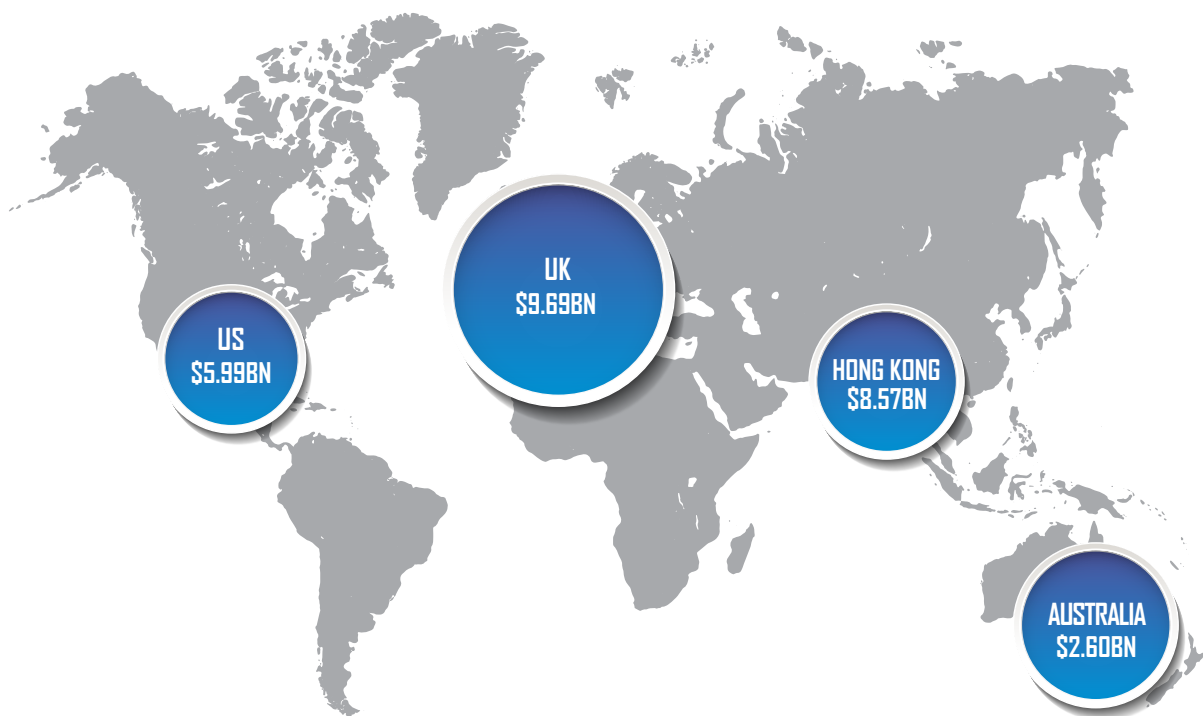 UK
$9.69BN
US
$5.99BN
HONG KONG
$8.57BN
AUSTRALIA
$2.60BN